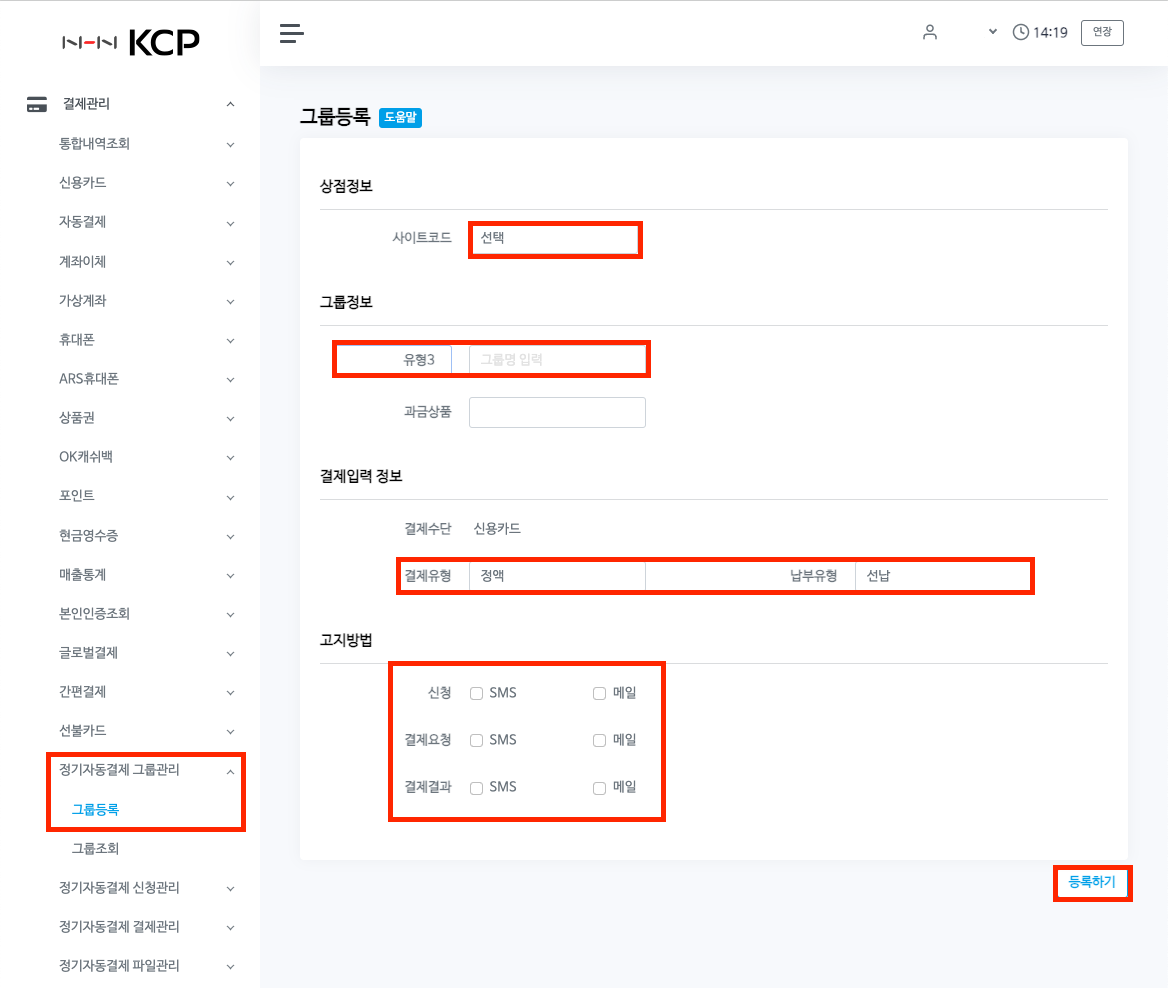 NHN KCP
14:19 연장
결제관리
통합내역조회
신용카드
자동결제
계좌이체
가상계좌
휴대폰
ARS휴대폰
상품권
OK캐쉬백
포인트
현금영수증
매출통계
본인인증조회
글로벌결제
간편결제
선불카드
정기자동결제 그룹관리
그룹등록
그룹조회
정기자동결제 신청관리
정기자동결제 결제관리
정기자동결제 파일관리
그룹등록 도움말
상점정보
사이트코드 선택
그룹정보
유형3 그룹명 입력
과금상품
결제입력 정보
결제수단 신용카드
결제유형 정액 납부유형 선납
고지방법
신청 SMS 메일
결제요청 SMS 메일
결제결과 SMS 메일
등록하기